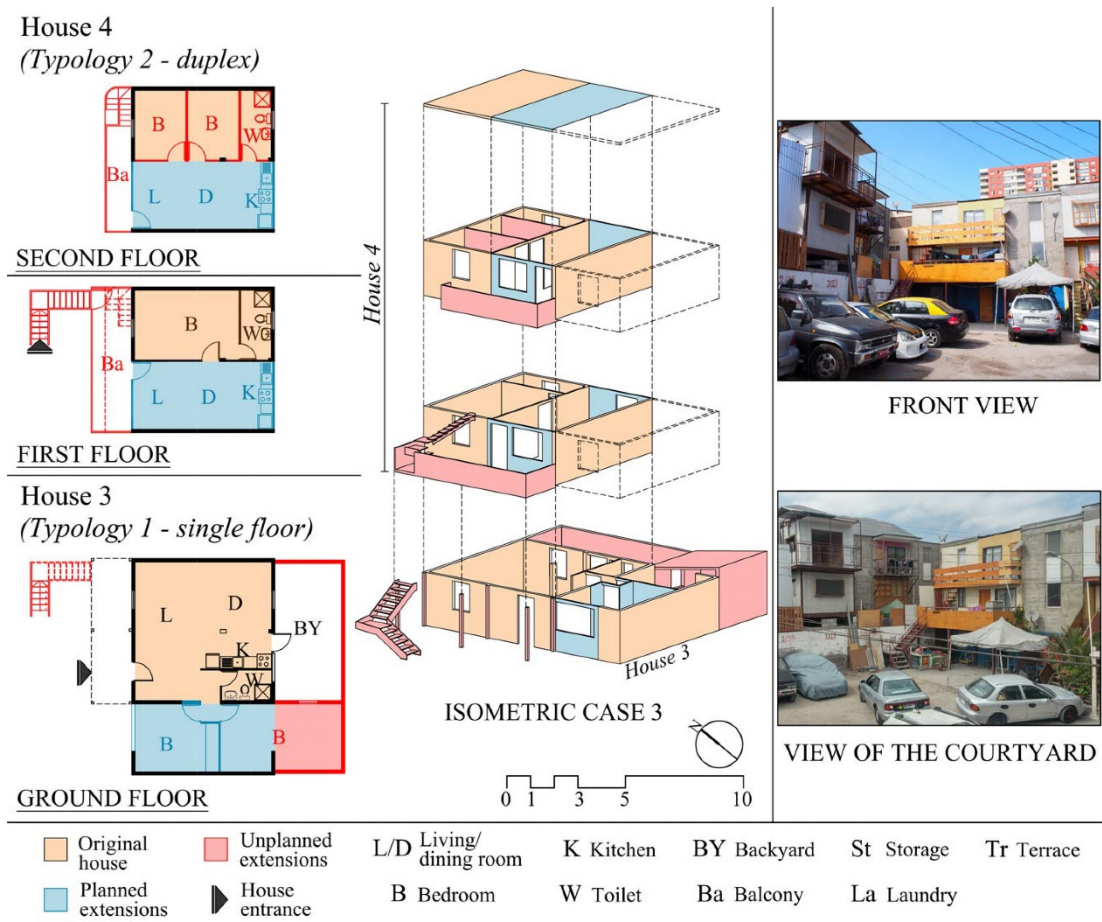 House 4
(Typology 2 - duplex)
B
B
W
Ba
L
D
K
SECOND FLOOR
B
W
Ba
L
D
K
FIRST FLOOR
House 3
(Typology 1 - single floor)
L
D
BY
K
W
B
B
GROUND FLOOR
House 4
House 3
ISOMETRIC CASE 3
N
0 1 3 5 10
FRONT VIEW
VIEW OF THE COURTYARD
Original
house
Unplanned
extensions
Planned
extensions
House
entrance
L/D Living/
dining room
K Kitchen
BY Backyard
St Storage
Tr Terrace
B Bedroom
W Toilet
Ba Balcony
La Laundry